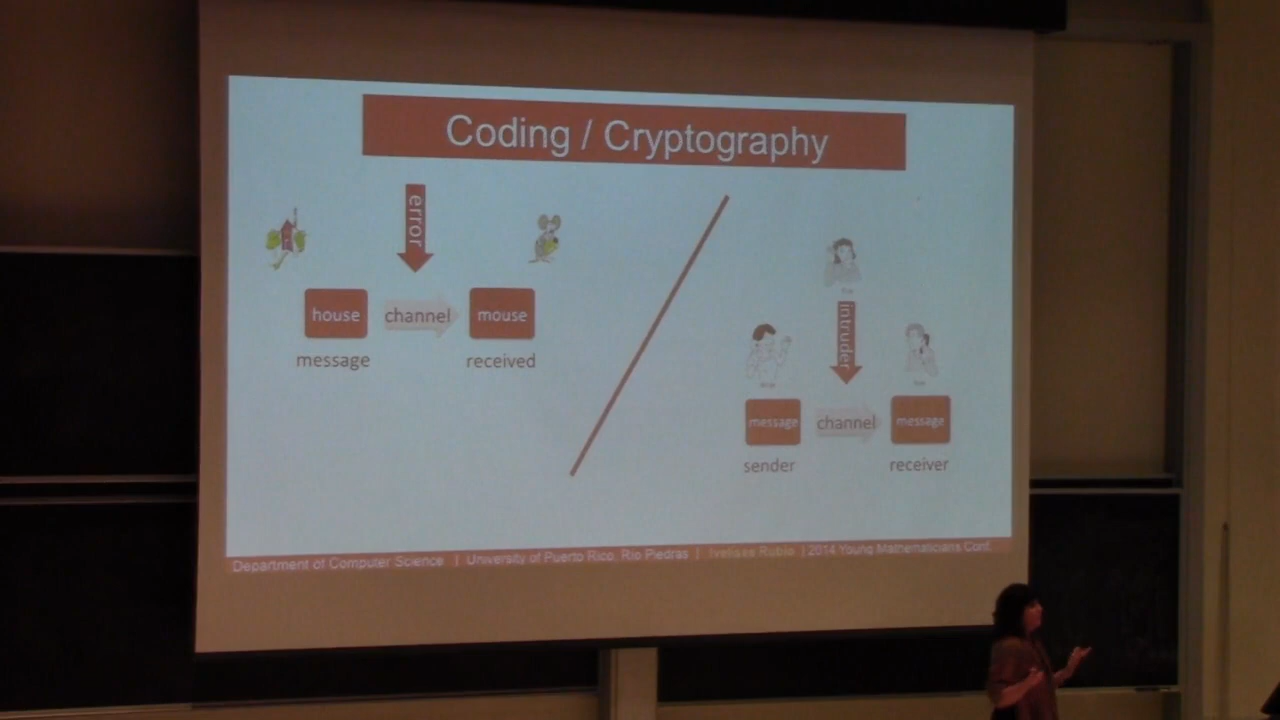 Coding / Cryptography
error
house
channel
mouse
message
received
intruder
message
channel
message
sender
receiver
Department of Computer Science | University of Puerto Rico, Rio Piedras | Ivelisse Rubio | 2014 Young Mathematicians Conf.